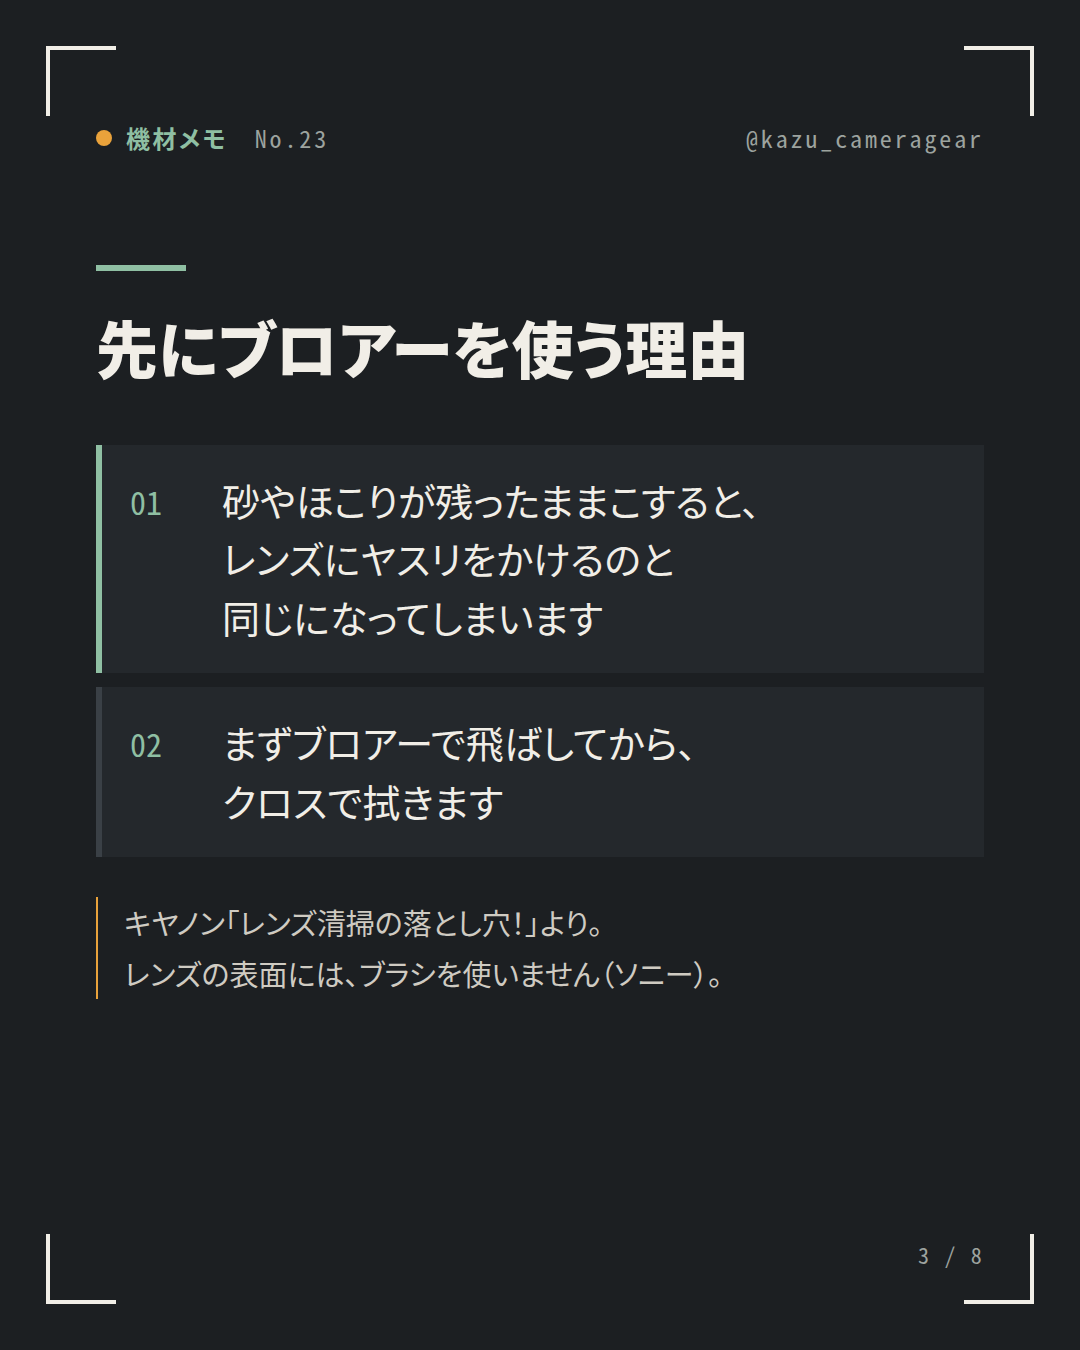 機材メモ No.23
@kazu_cameragear
先にブロアーを使う理由
01
砂やほこりが残ったままこすると、
レンズにヤスリをかけるのと
同じになってしまいます
02
まずブロアーで飛ばしてから、
クロスで拭きます
キヤノン「レンズ清掃の落とし穴!」より。
レンズの表面には、ブラシを使いません(ソニー)。
3 / 8